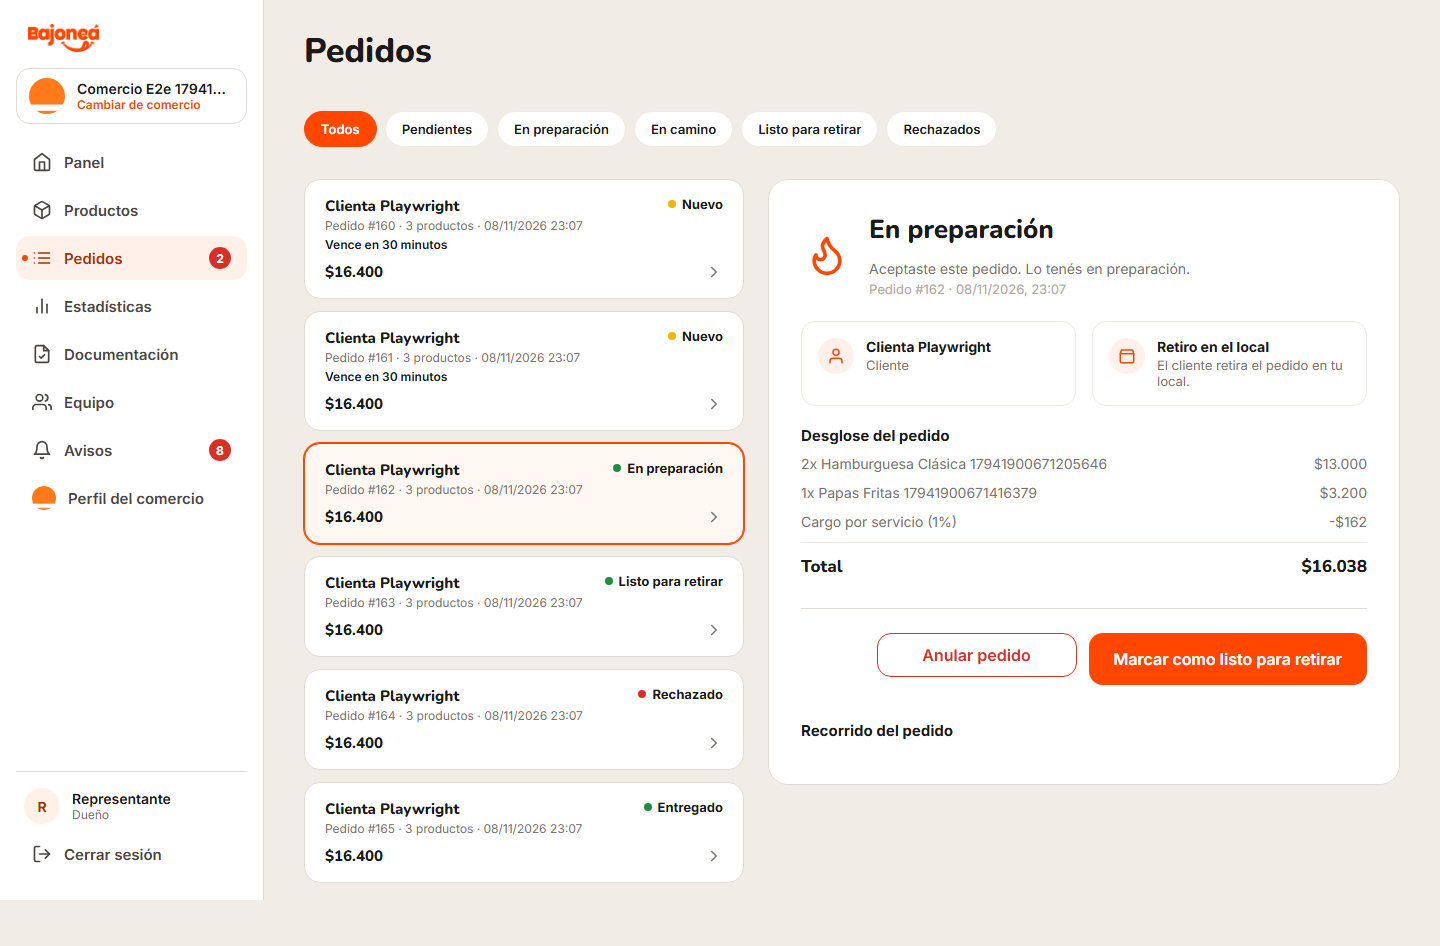 Bajoneá
Comercio E2e 17941...
Cambiar de comercio
Panel
Productos
Pedidos 2
Estadísticas
Documentación
Equipo
Avisos 8
Perfil del comercio
R
Representante
Dueño
Cerrar sesión
Pedidos
Todos Pendientes En preparación En camino Listo para retirar Rechazados
Clienta Playwright Nuevo
Pedido #160 · 3 productos · 08/11/2026 23:07
Vence en 30 minutos
$16.400
Clienta Playwright Nuevo
Pedido #161 · 3 productos · 08/11/2026 23:07
Vence en 30 minutos
$16.400
Clienta Playwright En preparación
Pedido #162 · 3 productos · 08/11/2026 23:07
$16.400
Clienta Playwright Listo para retirar
Pedido #163 · 3 productos · 08/11/2026 23:07
$16.400
Clienta Playwright Rechazado
Pedido #164 · 3 productos · 08/11/2026 23:07
$16.400
Clienta Playwright Entregado
Pedido #165 · 3 productos · 08/11/2026 23:07
$16.400
En preparación
Aceptaste este pedido. Lo tenés en preparación.
Pedido #162 · 08/11/2026, 23:07
Clienta Playwright
Cliente
Retiro en el local
El cliente retira el pedido en tu
local.
Desglose del pedido
2x Hamburguesa Clásica 17941900671205646 $13.000
1x Papas Fritas 17941900671416379 $3.200
Cargo por servicio (1%) -$162
Total $16.038
Anular pedido Marcar como listo para retirar
Recorrido del pedido